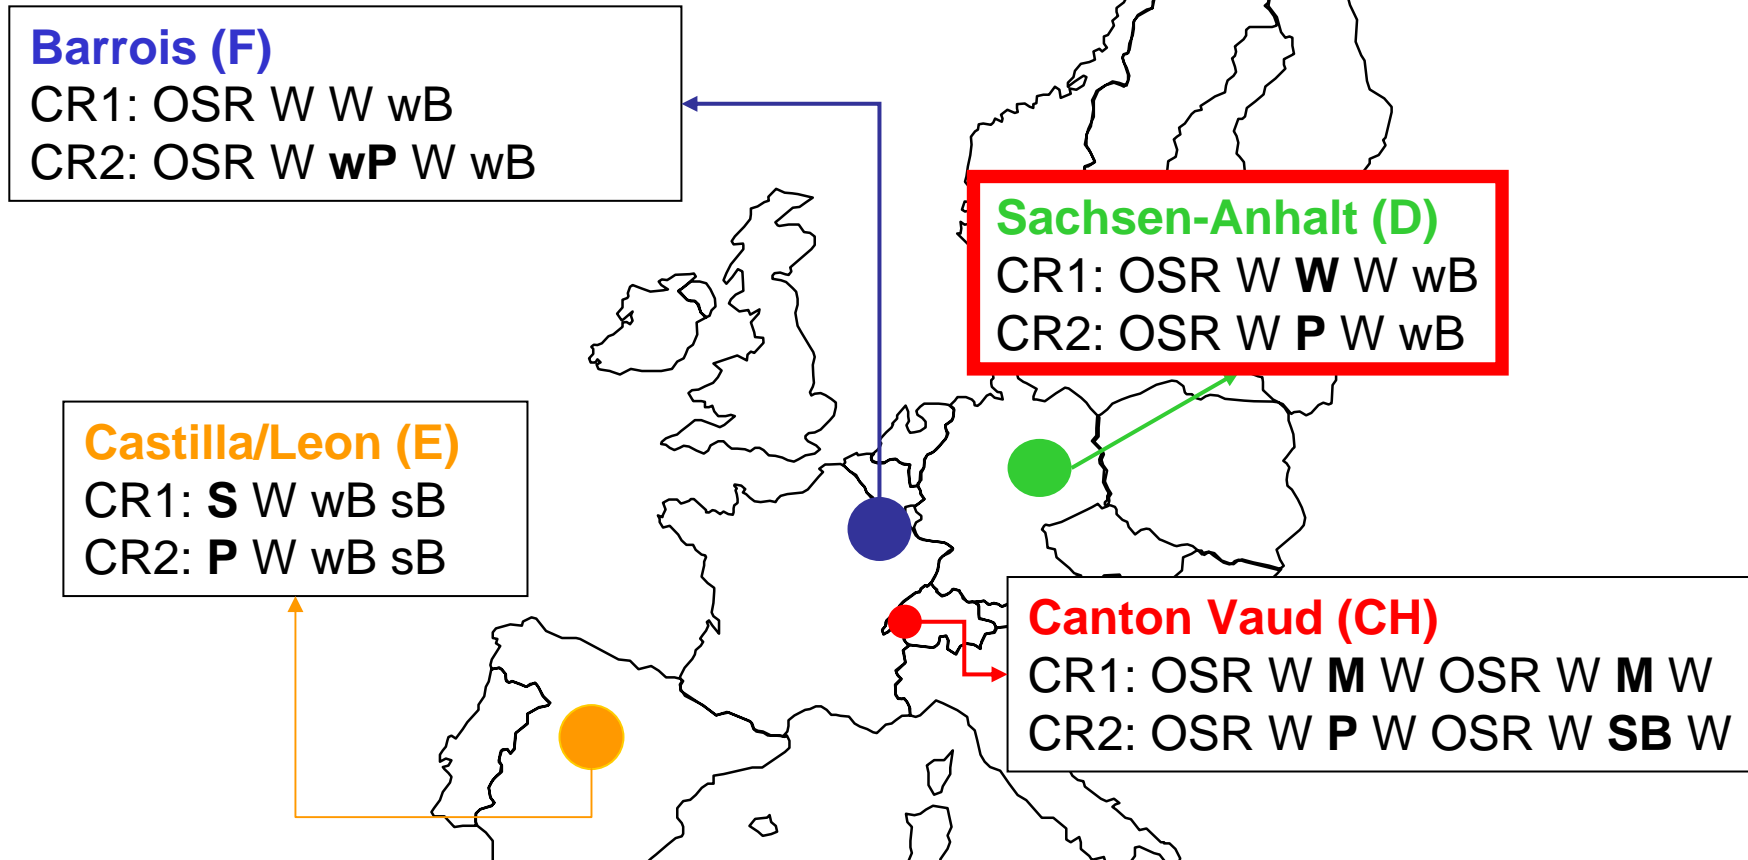 Barrois (F)
CR1: OSR W W wB
CR2: OSR W wP W wB
Sachsen-Anhalt (D)
CR1: OSR W W W wB
CR2: OSR W P W wB
Castilla/Leon (E)
CR1: S W wB sB
CR2: P W wB sB
Canton Vaud (CH)
CR1: OSR W M W OSR W M W
CR2: OSR W P W OSR W SB W